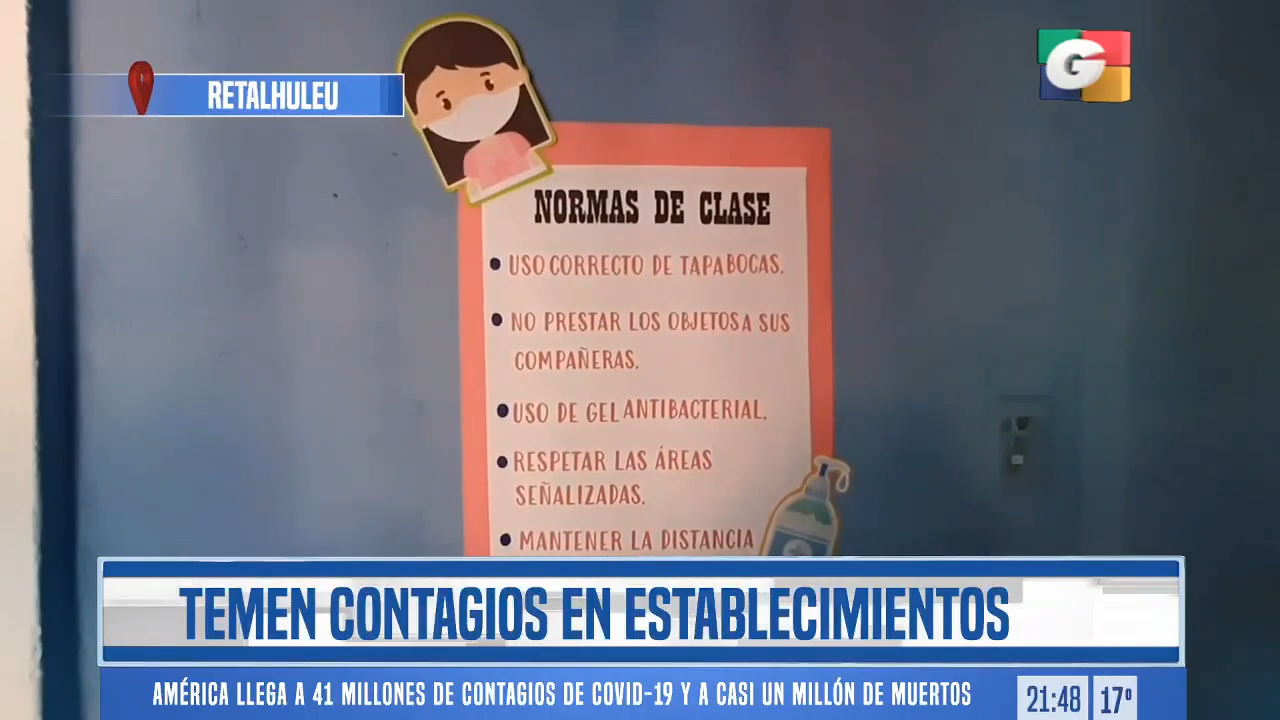 RETALHULEU
G
NORMAS DE CLASE
• USO CORRECTO DE TAPABOCAS.
• NO PRESTAR LOS OBJETOS A SUS
COMPAÑERAS.
• USO DE GEL ANTIBACTERIAL.
• RESPETAR LAS ÁREAS
SEÑALIZADAS.
• MANTENER LA DISTANCIA
TEMEN CONTAGIOS EN ESTABLECIMIENTOS
AMÉRICA LLEGA A 41 MILLONES DE CONTAGIOS DE COVID-19 Y A CASI UN MILLÓN DE MUERTOS
21:48 17º